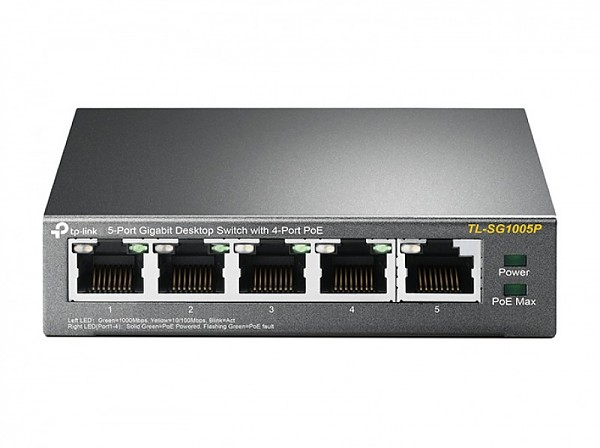 tp-link 5-Port Gigabit Desktop Switch with 4-Port PoE TL-SG1005P
Power
PoE Max
1 2 3 4 5
Left LED : Green=1000Mbps, Yellow=10/100Mbps, Blink=Act
Right LED(Port1-4): Solid Green=PoE Powered, Flashing Green=PoE fault